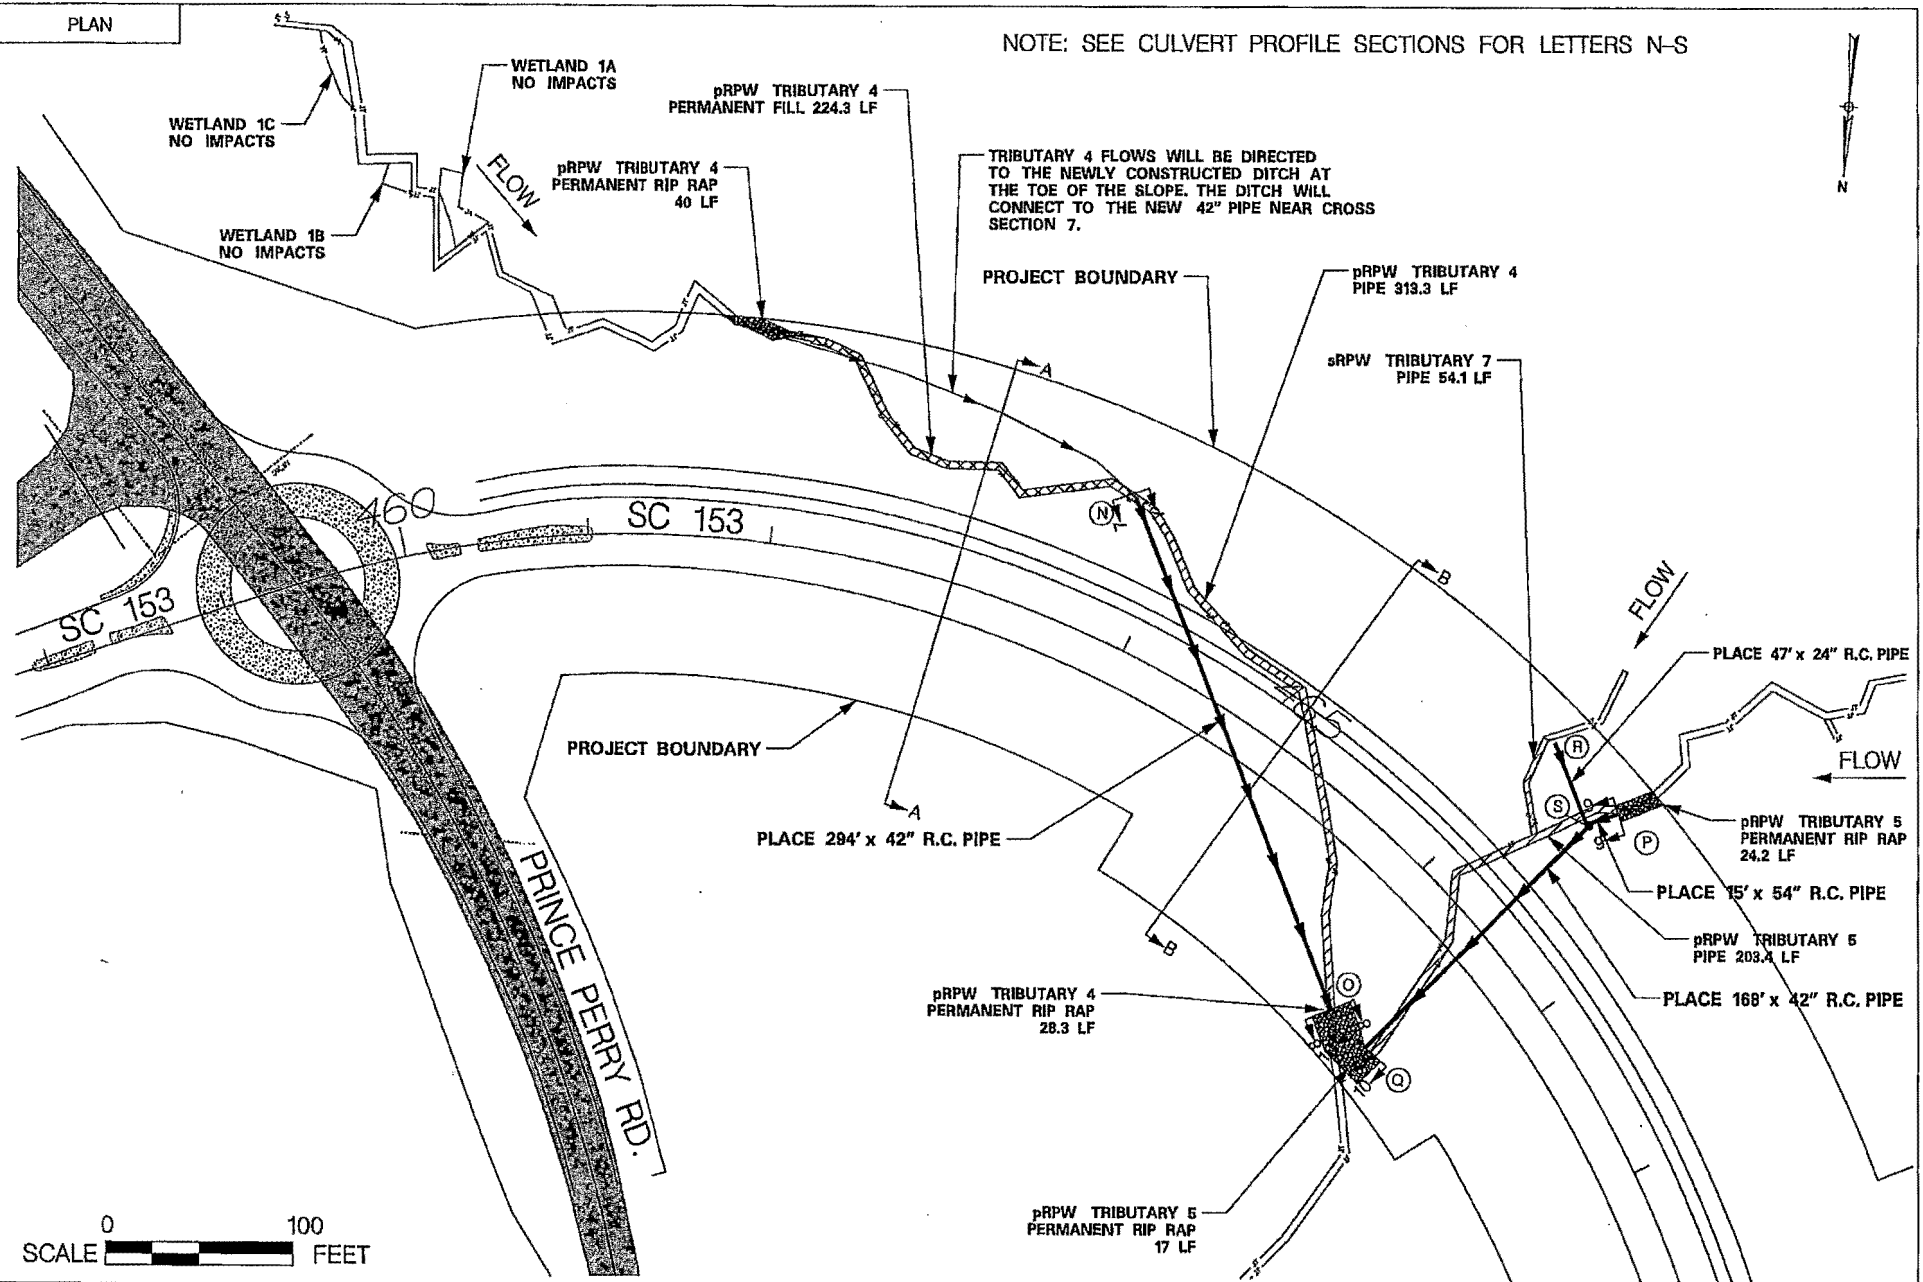 PLAN
NOTE: SEE CULVERT PROFILE SECTIONS FOR LETTERS N-S
WETLAND 1A
NO IMPACTS
pRPW TRIBUTARY 4
PERMANENT FILL 224.3 LF
WETLAND 1C
NO IMPACTS
FLOW
pRPW TRIBUTARY 4
PERMANENT RIP RAP
40 LF
TRIBUTARY 4 FLOWS WILL BE DIRECTED
TO THE NEWLY CONSTRUCTED DITCH AT
THE TOE OF THE SLOPE. THE DITCH WILL
CONNECT TO THE NEW 42" PIPE NEAR CROSS
SECTION 7.
N
WETLAND 1B
NO IMPACTS
PROJECT BOUNDARY
pRPW TRIBUTARY 4
PIPE 313.3 LF
sRPW TRIBUTARY 7
PIPE 54.1 LF
A
460
SC 153
N
7
B
FLOW
SC 153
PLACE 47' x 24" R.C. PIPE
465
PROJECT BOUNDARY
R
FLOW
A
S
9
PLACE 294' x 42" R.C. PIPE
9
P
pRPW TRIBUTARY 5
PERMANENT RIP RAP
24.2 LF
PLACE 15' x 54" R.C. PIPE
PRINCE PERRY RD.
B
pRPW TRIBUTARY 5
PIPE 203.4 LF
O
pRPW TRIBUTARY 4
PERMANENT RIP RAP
28.3 LF
PLACE 168' x 42" R.C. PIPE
8
8
10
Q
pRPW TRIBUTARY 5
PERMANENT RIP RAP
17 LF
0 100
SCALE FEET